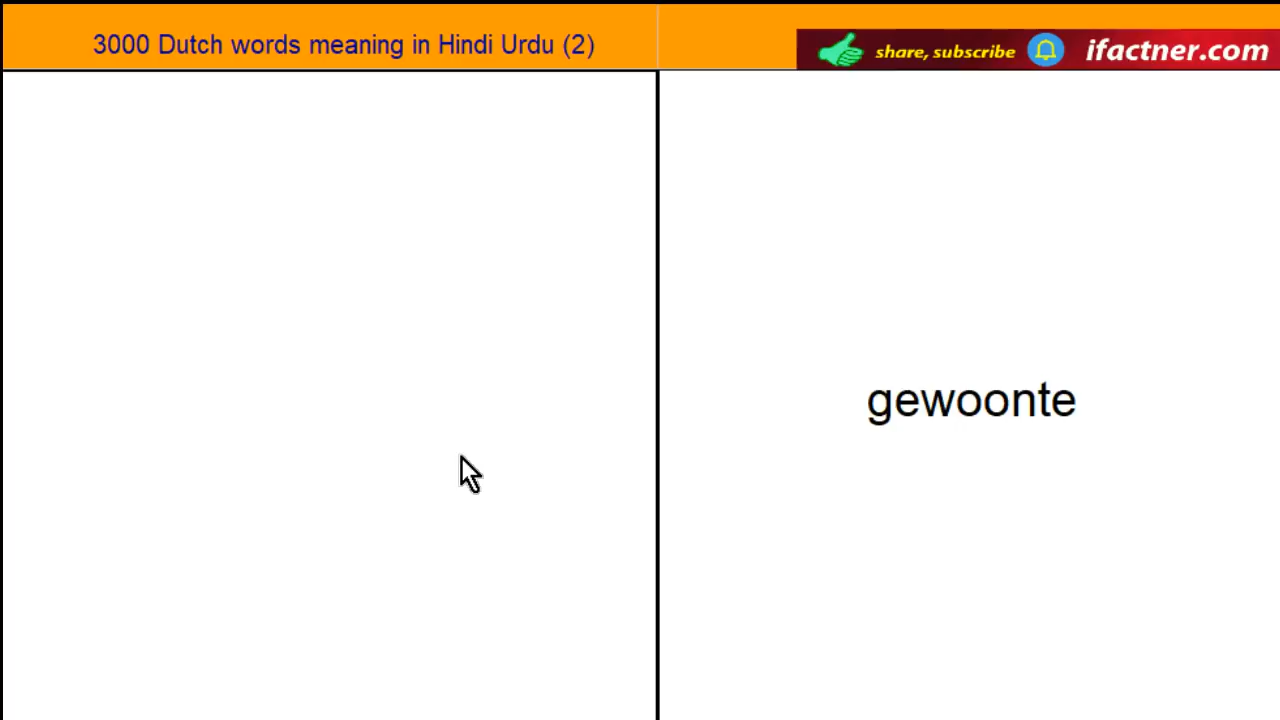 3000 Dutch words meaning in Hindi Urdu (2)
share, subscribe
ifactner.com
gewoonte